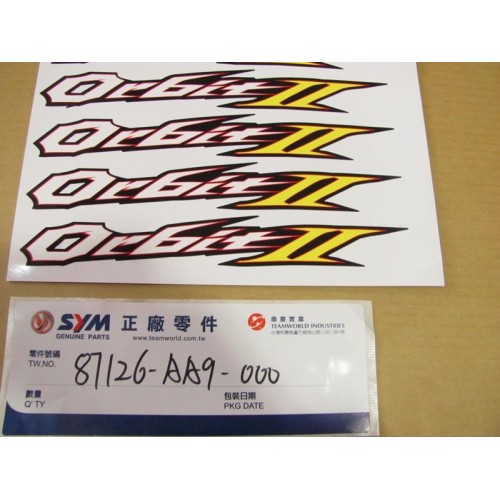 Orbit II
Orbit II
Orbit II
Orbit II
SYM
GENUINE PARTS
正廠零件
www.teamworld.com.tw
TEAMWORLD INDUSTRIES
零件號碼
TW.NO.
87126-AA9-000
數量
Q'TY
包裝日期
PKG DATE